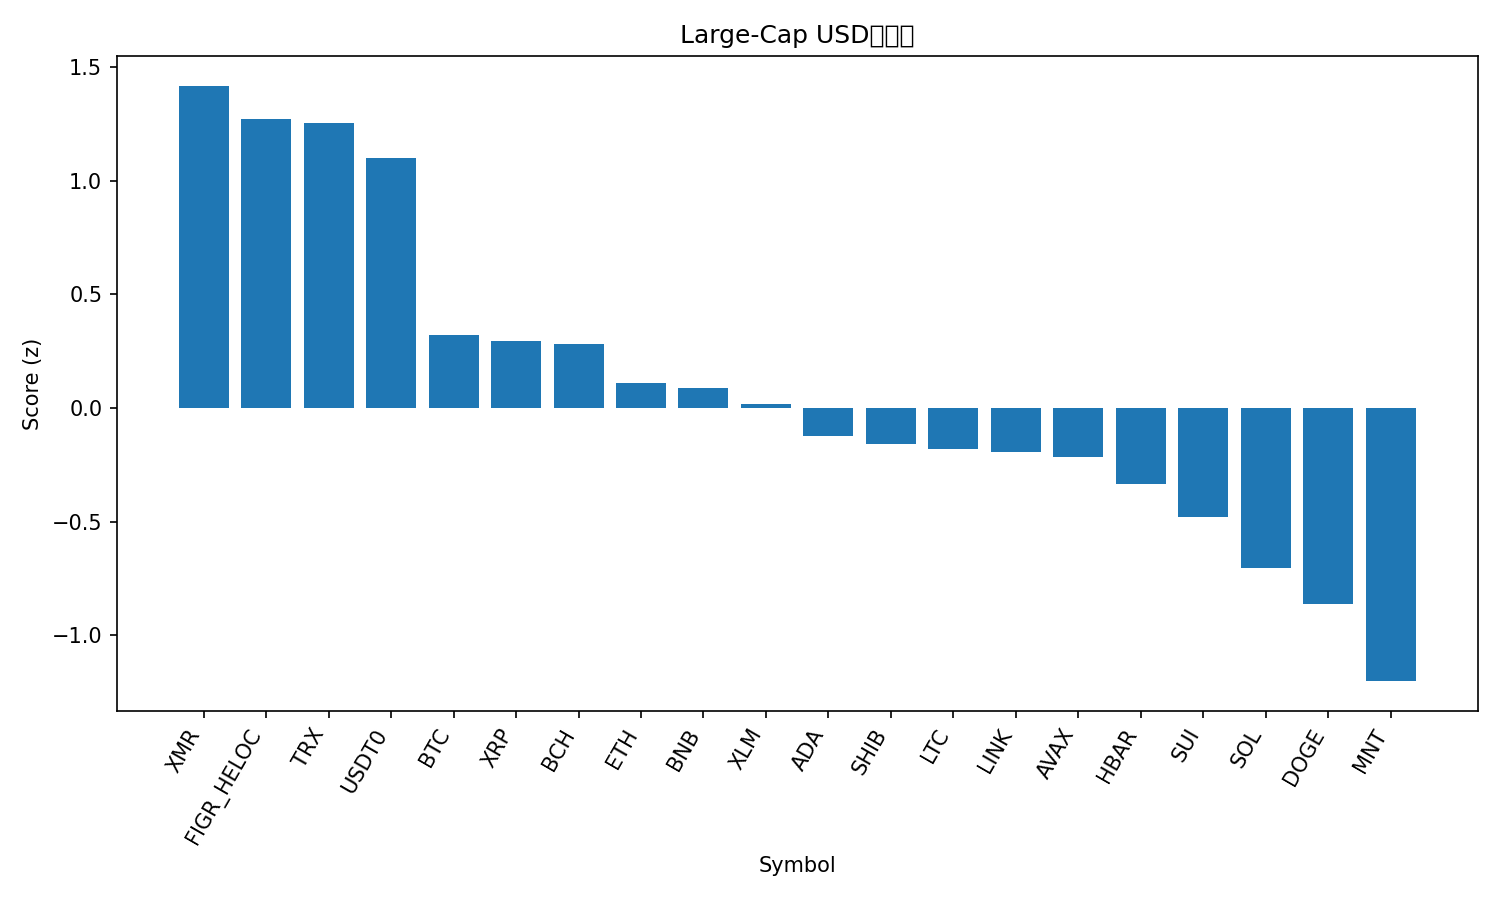 Large-Cap USD
1.5
1.0
0.5
0.0
−0.5
−1.0
Score (z)
XMR
FIGR_HELOC
TRX
USDT0
BTC
XRP
BCH
ETH
BNB
XLM
ADA
SHIB
LTC
LINK
AVAX
HBAR
SUI
SOL
DOGE
MNT
Symbol